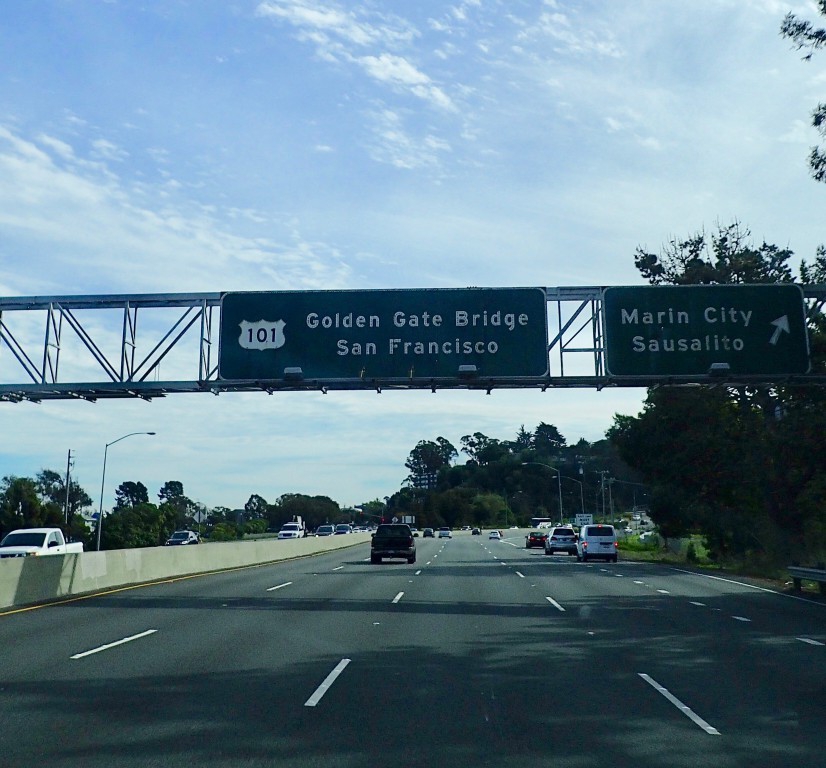 101
Golden Gate Bridge
San Francisco
Marin City
Sausalito